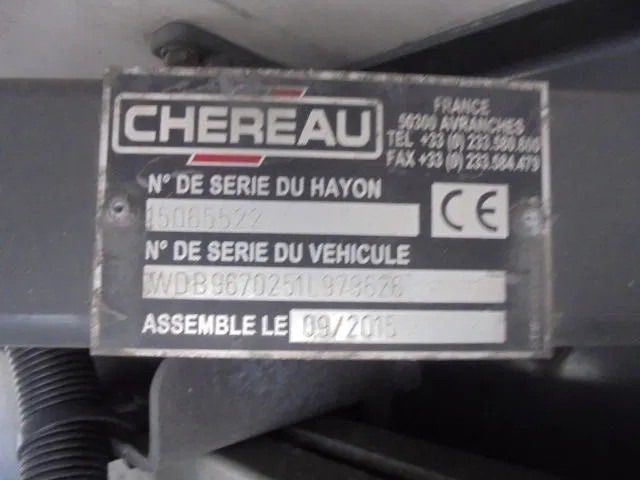 CHEREAU
FRANCE
50300 AVRANCHES
TEL +33 (0) 233.580.800
FAX +33 (0) 233.584.479
N° DE SERIE DU HAYON
15065522
CE
N° DE SERIE DU VEHICULE
WDB9670251L978626
ASSEMBLE LE 09/2015